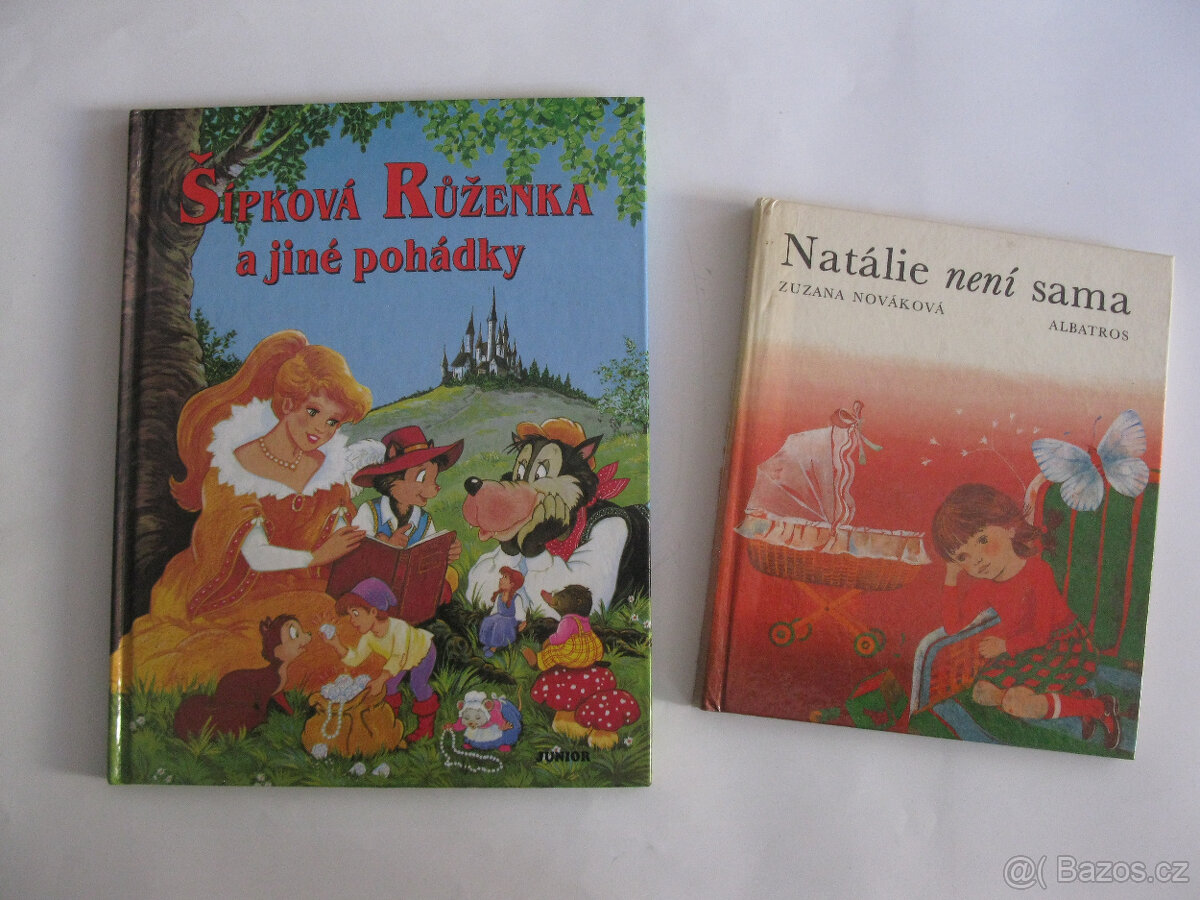 ŠÍPKOVÁ RŮŽENKA
a jiné pohádky
JUNIOR
Natálie není sama
ZUZANA NOVÁKOVÁ
ALBATROS
@( Bazos.cz